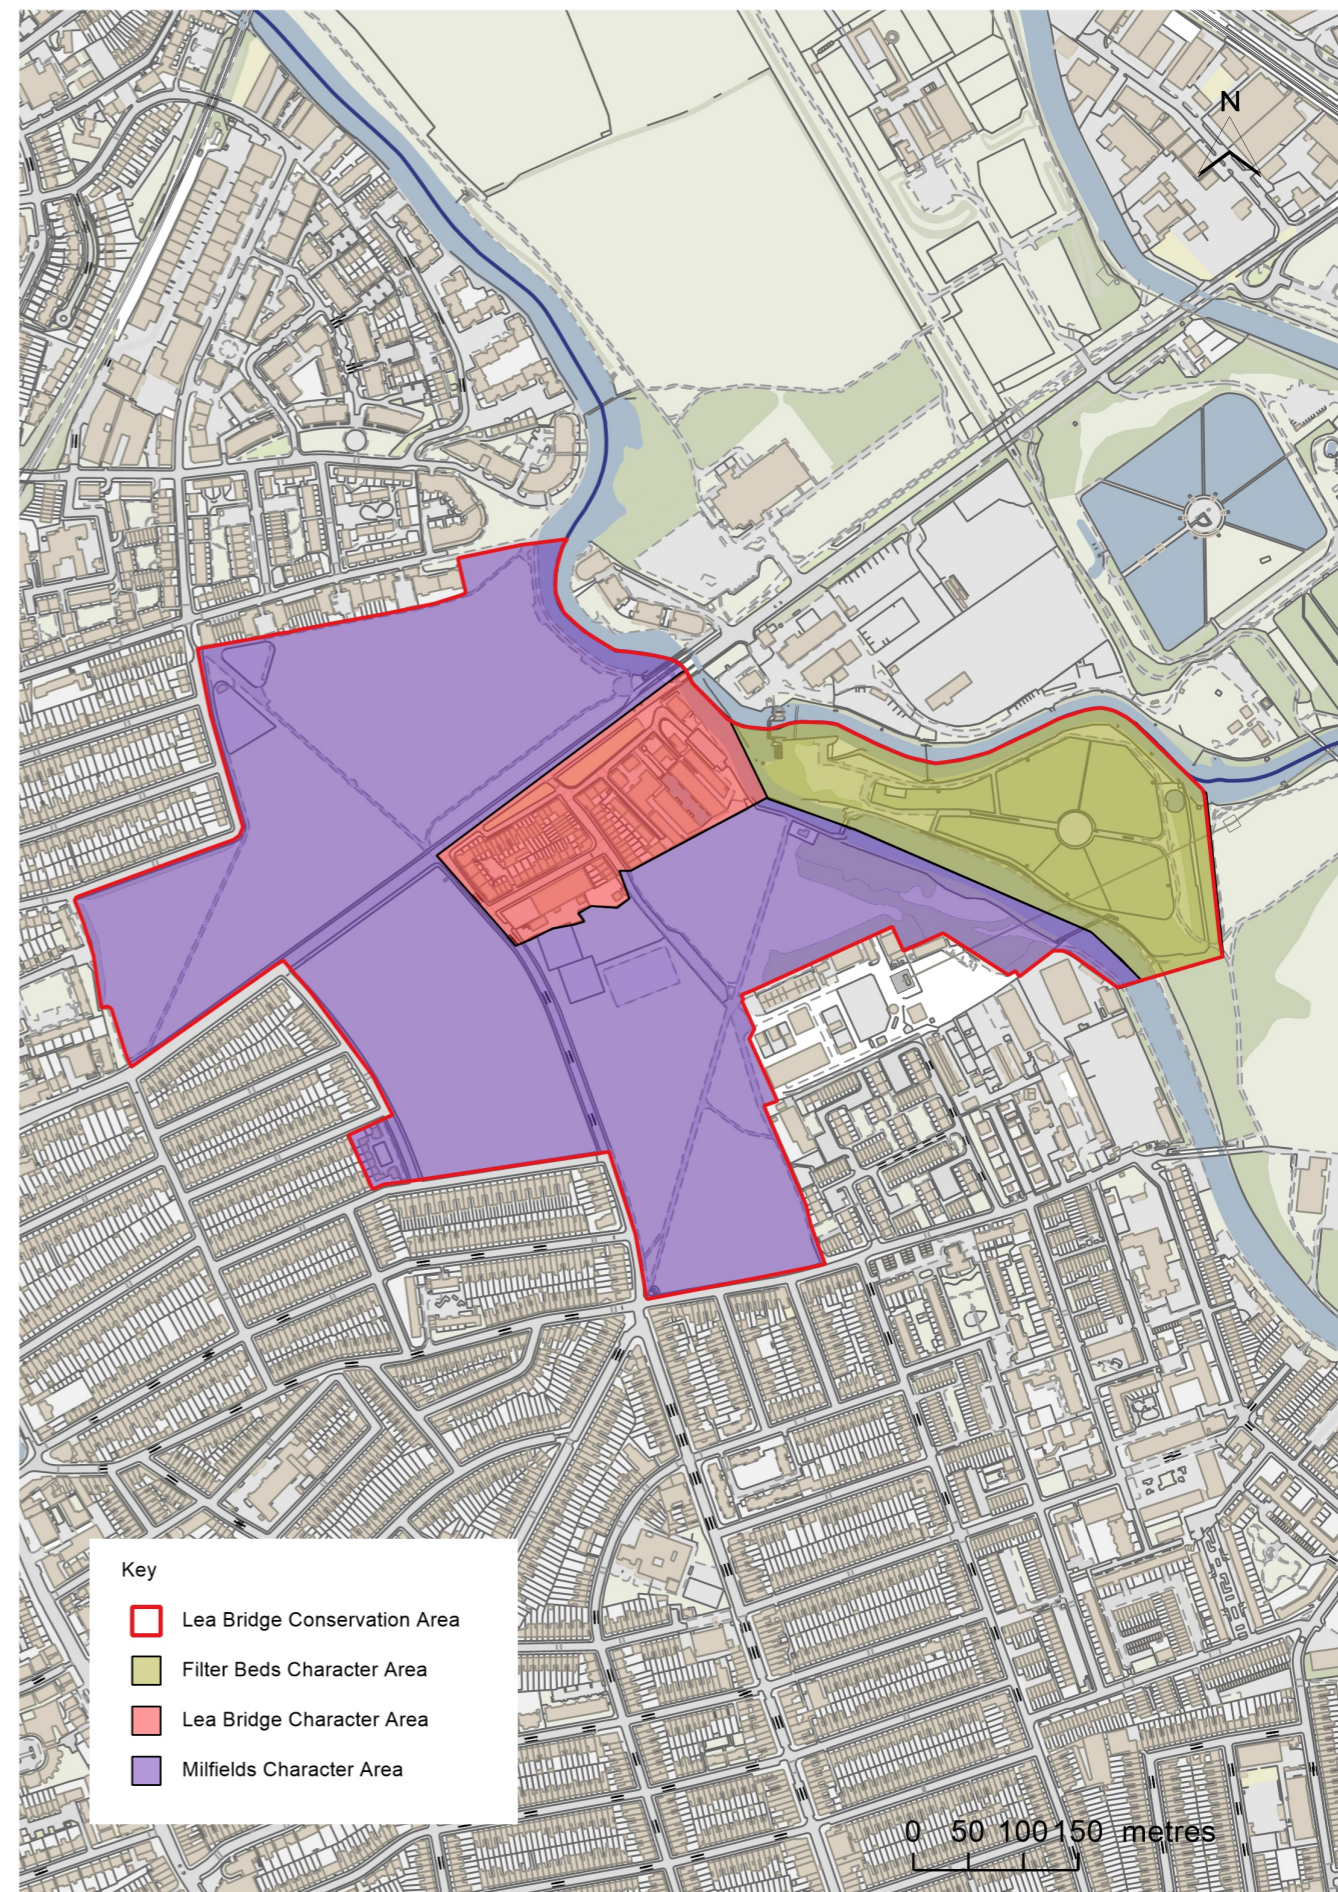 N
Key
Lea Bridge Conservation Area
Filter Beds Character Area
Lea Bridge Character Area
Milfields Character Area
0 50 100 150 metres